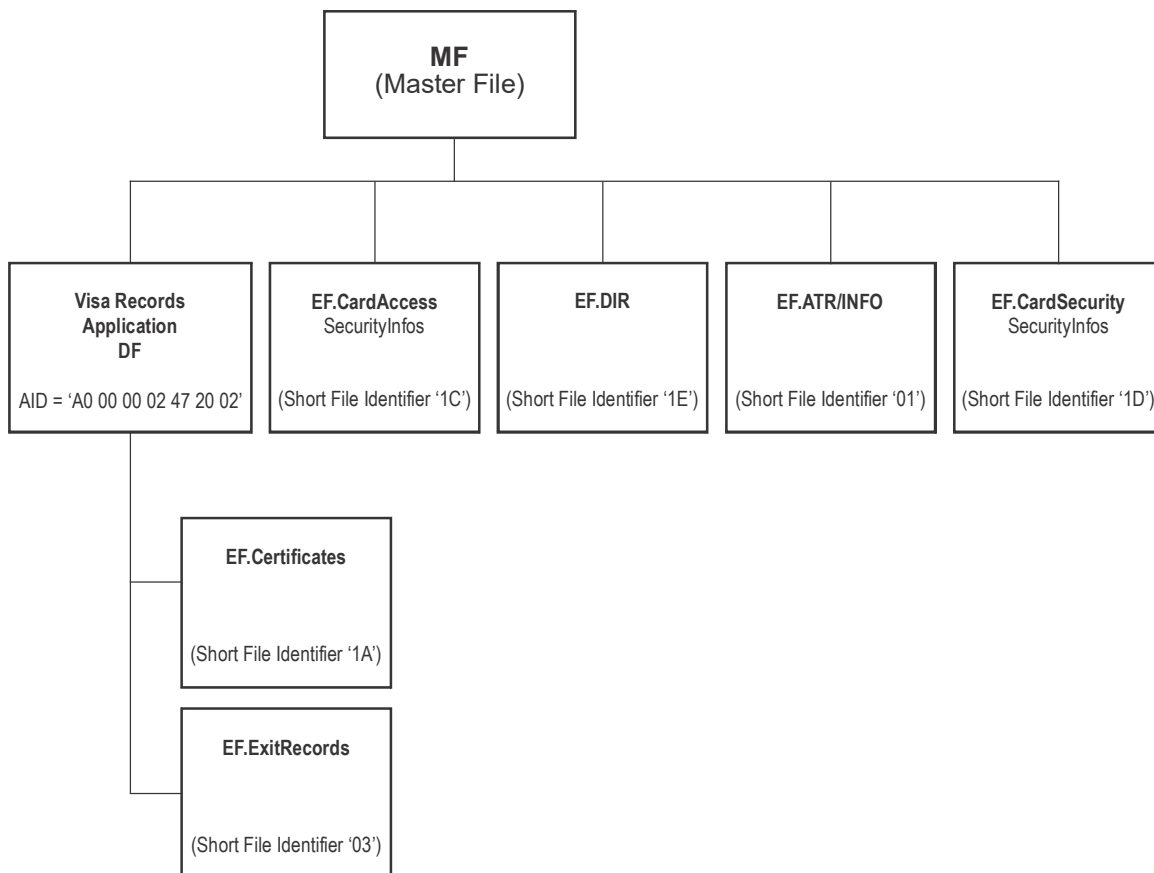 MF
(Master File)
Visa Records
Application
DF
AID = ‘A0 00 00 02 47 20 02’
EF.CardAccess
SecurityInfos
(Short File Identifier ‘1C’)
EF.DIR
(Short File Identifier ‘1E’)
EF.ATR/INFO
(Short File Identifier ‘01’)
EF.CardSecurity
SecurityInfos
(Short File Identifier ‘1D’)
EF.Certificates
(Short File Identifier ‘1A’)
EF.ExitRecords
(Short File Identifier ‘03’)